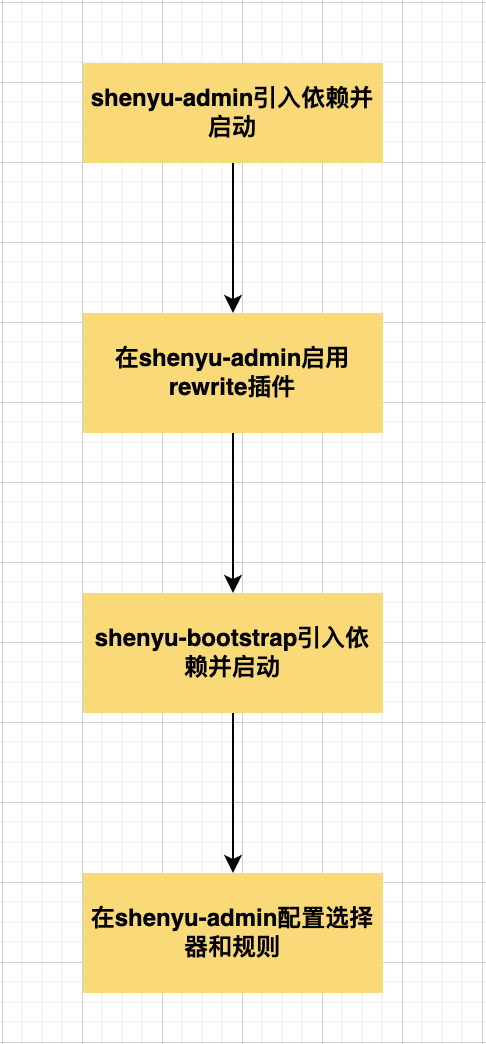 shenyu-admin引入依赖并
启动
在shenyu-admin启用
rewrite插件
shenyu-bootstrap引入依
赖并启动
在shenyu-admin配置选择
器和规则